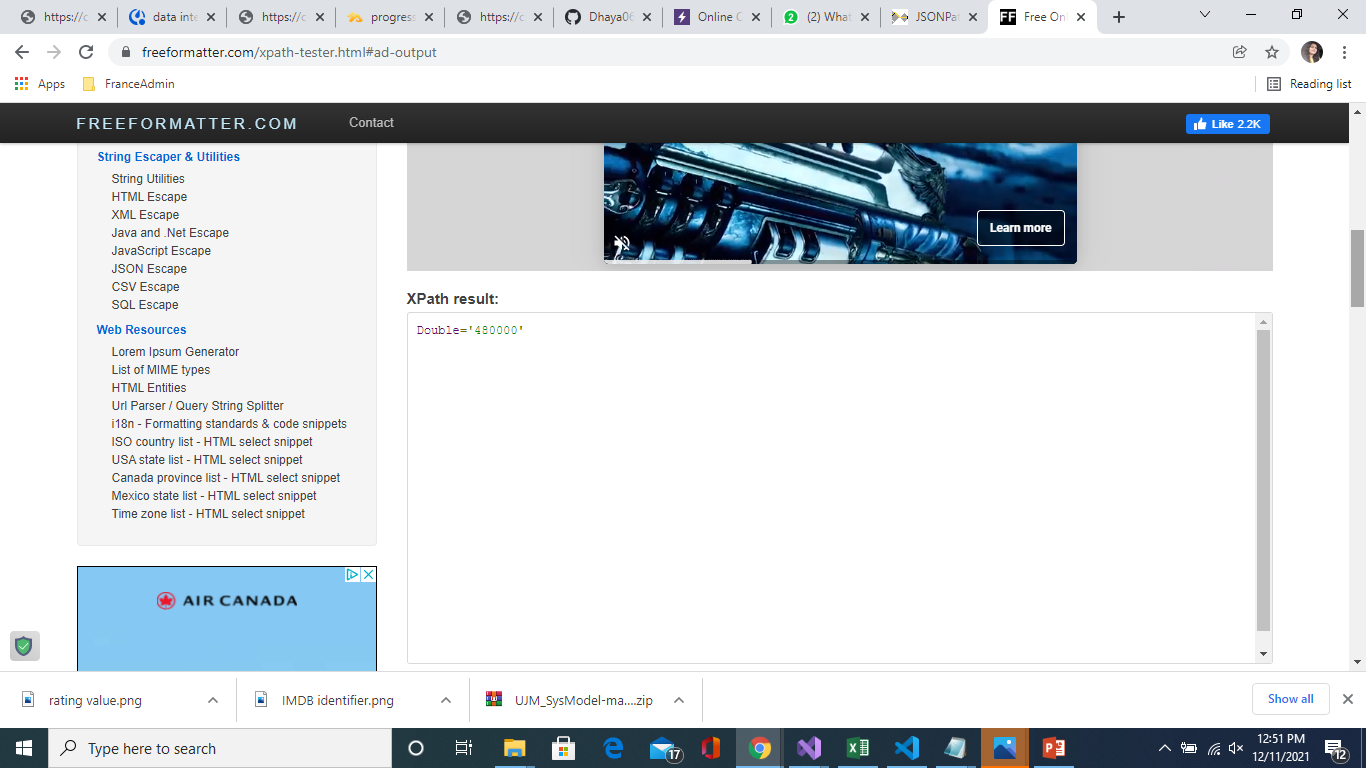 https://c
data inte
https://c
progress
https://c
Dhaya06
Online C
(2) What
JSONPat
Free Onl
freeformatter.com/xpath-tester.html#ad-output
Apps
FranceAdmin
Reading list
FREEFORMATTER.COM
Contact
Like 2.2K
String Escaper & Utilities
String Utilities
HTML Escape
XML Escape
Java and .Net Escape
JavaScript Escape
JSON Escape
CSV Escape
SQL Escape
Web Resources
Lorem Ipsum Generator
List of MIME types
HTML Entities
Url Parser / Query String Splitter
i18n - Formatting standards & code snippets
ISO country list - HTML select snippet
USA state list - HTML select snippet
Canada province list - HTML select snippet
Mexico state list - HTML select snippet
Time zone list - HTML select snippet
AIR CANADA
Learn more
XPath result:
Double='480000'
rating value.png
IMDB identifier.png
UJM_SysModel-ma....zip
Show all
Type here to search
17
12:51 PM
12/11/2021
12